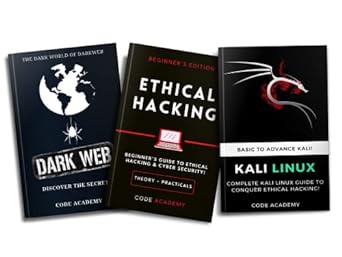 THE DARK WORLD OF DARKWEB
DARK WEB
DISCOVER THE SECRET
CODE ACADEMY
BEGINNER'S EDITION
ETHICAL
HACKING
BEGINNER'S GUIDE TO ETHICAL
HACKING & CYBER SECURITY!
THEORY + PRACTICALS
CODE ACADEMY
BASIC TO ADVANCE KALI!
KALI LINUX
COMPLETE KALI LINUX GUIDE TO
CONQUER ETHICAL HACKING!
CODE ACADEMY